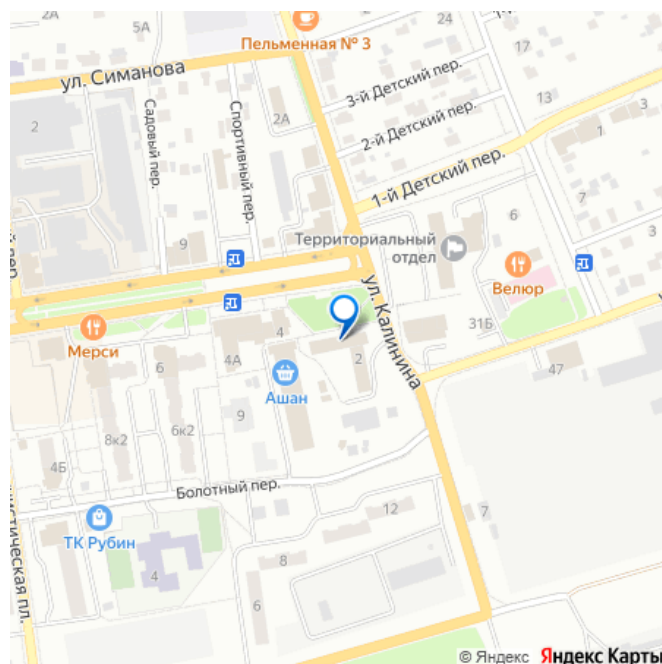 2А
5А
24
Пельменная № 3
17
ул. Симанова
3-й Детский пер.
2
Садовый пер.
Спортивный пер.
2А
2-й Детский пер.
13
1
3
1-й Детский пер.
7
9
6
3
Территориальный
отдел
Велюр
ул. Калинина
31Б
Мерси
4
4А
2
6
Ашан
47
9
8к2
6к2
4Б
Болотный пер.
12
7
ТК Рубин
8
4
6
© Яндекс Яндекс Карты